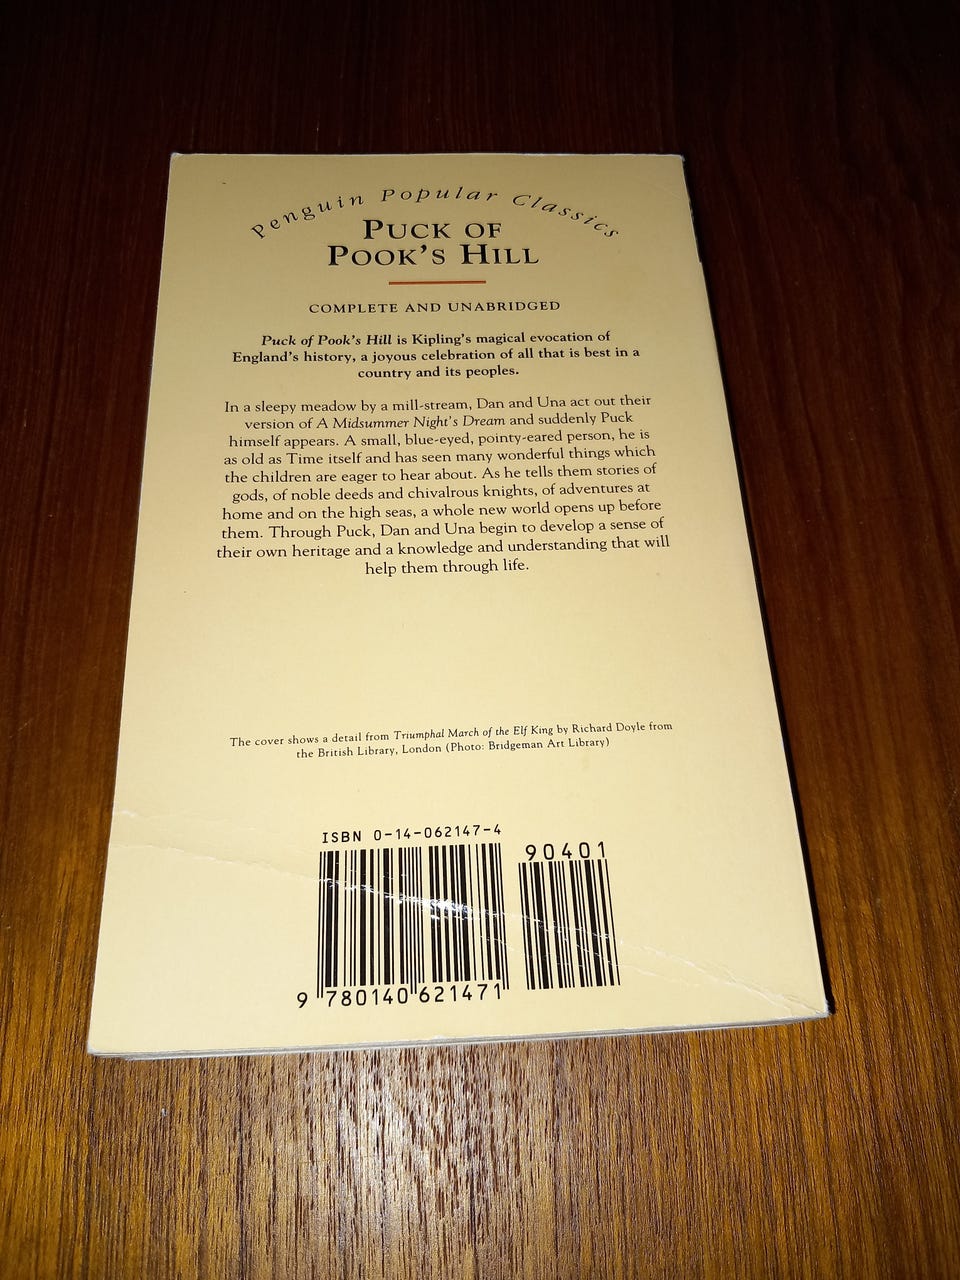 Penguin Popular Classics
PUCK OF
POOK'S HILL
COMPLETE AND UNABRIDGED
Puck of Pook's Hill is Kipling's magical evocation of
England's history, a joyous celebration of all that is best in a
country and its peoples.
In a sleepy meadow by a mill-stream, Dan and Una act out their
version of A Midsummer Night's Dream and suddenly Puck
himself appears. A small, blue-eyed, pointy-eared person, he is
as old as Time itself and has seen many wonderful things which
the children are eager to hear about. As he tells them stories of
gods, of noble deeds and chivalrous knights, of adventures at
home and on the high seas, a whole new world opens up before
them. Through Puck, Dan and Una begin to develop a sense of
their own heritage and a knowledge and understanding that will
help them through life.
The cover shows a detail from Triumphal March of the Elf King by Richard Doyle from
the British Library, London (Photo: Bridgeman Art Library)
ISBN 0-14-062147-4
90401
9 780140 621471